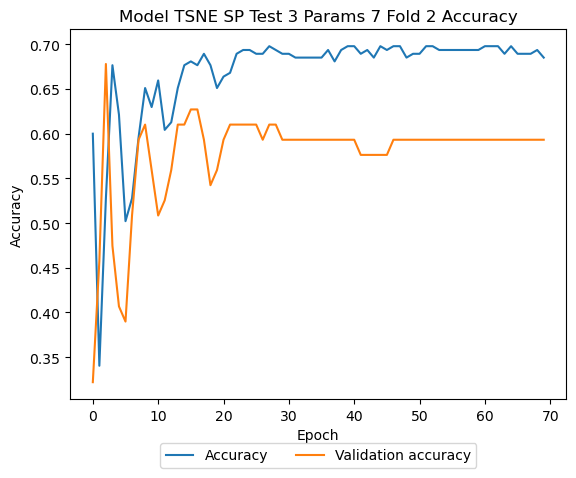 Model TSNE SP Test 3 Params 7 Fold 2 Accuracy
0.70
0.65
0.60
0.55
0.50
0.45
0.40
0.35
Accuracy
0 10 20 30 40 50 60 70
Epoch
Accuracy Validation accuracy